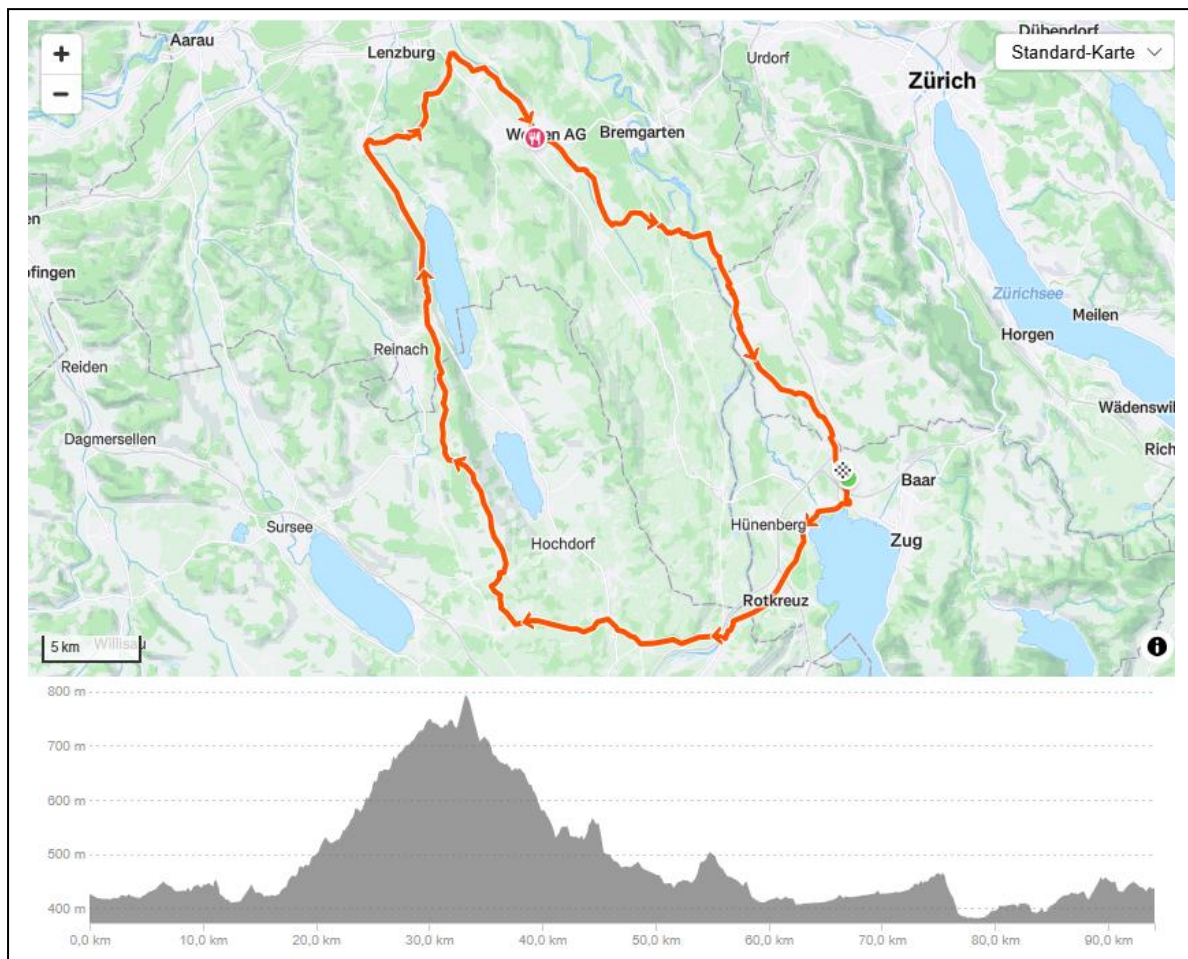 Aarau
Lenzburg
Urdorf
Dübendorf
Standard-Karte
Zürich
+
−
Bremgarten
en
ofingen
Zürichsee
Meilen
Horgen
Reinach
Reiden
Wädenswil
Dagmersellen
Rich
Baar
Sursee
Hünenberg
Hochdorf
Zug
Rotkreuz
Willisau
5 km
800 m
700 m
600 m
500 m
400 m
0,0 km 10,0 km 20,0 km 30,0 km 40,0 km 50,0 km 60,0 km 70,0 km 80,0 km 90,0 km